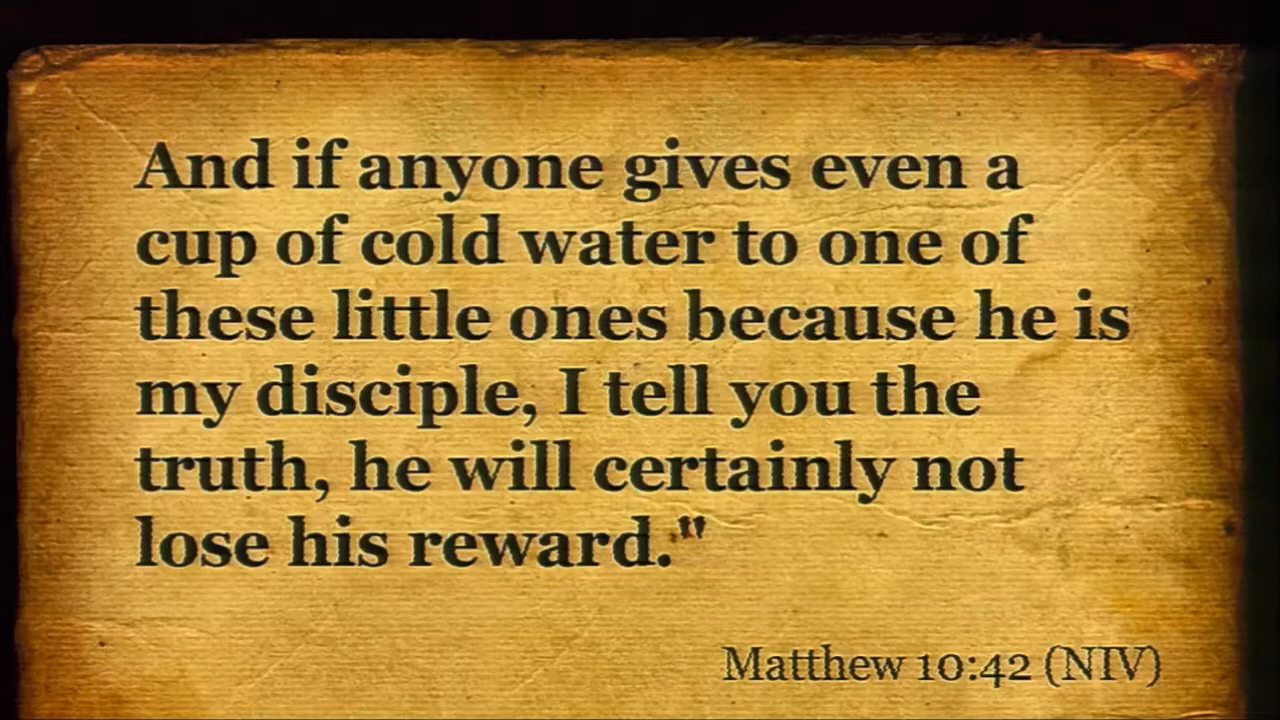 And if anyone gives even a
cup of cold water to one of
these little ones because he is
my disciple, I tell you the
truth, he will certainly not
lose his reward."
Matthew 10:42 (NIV)